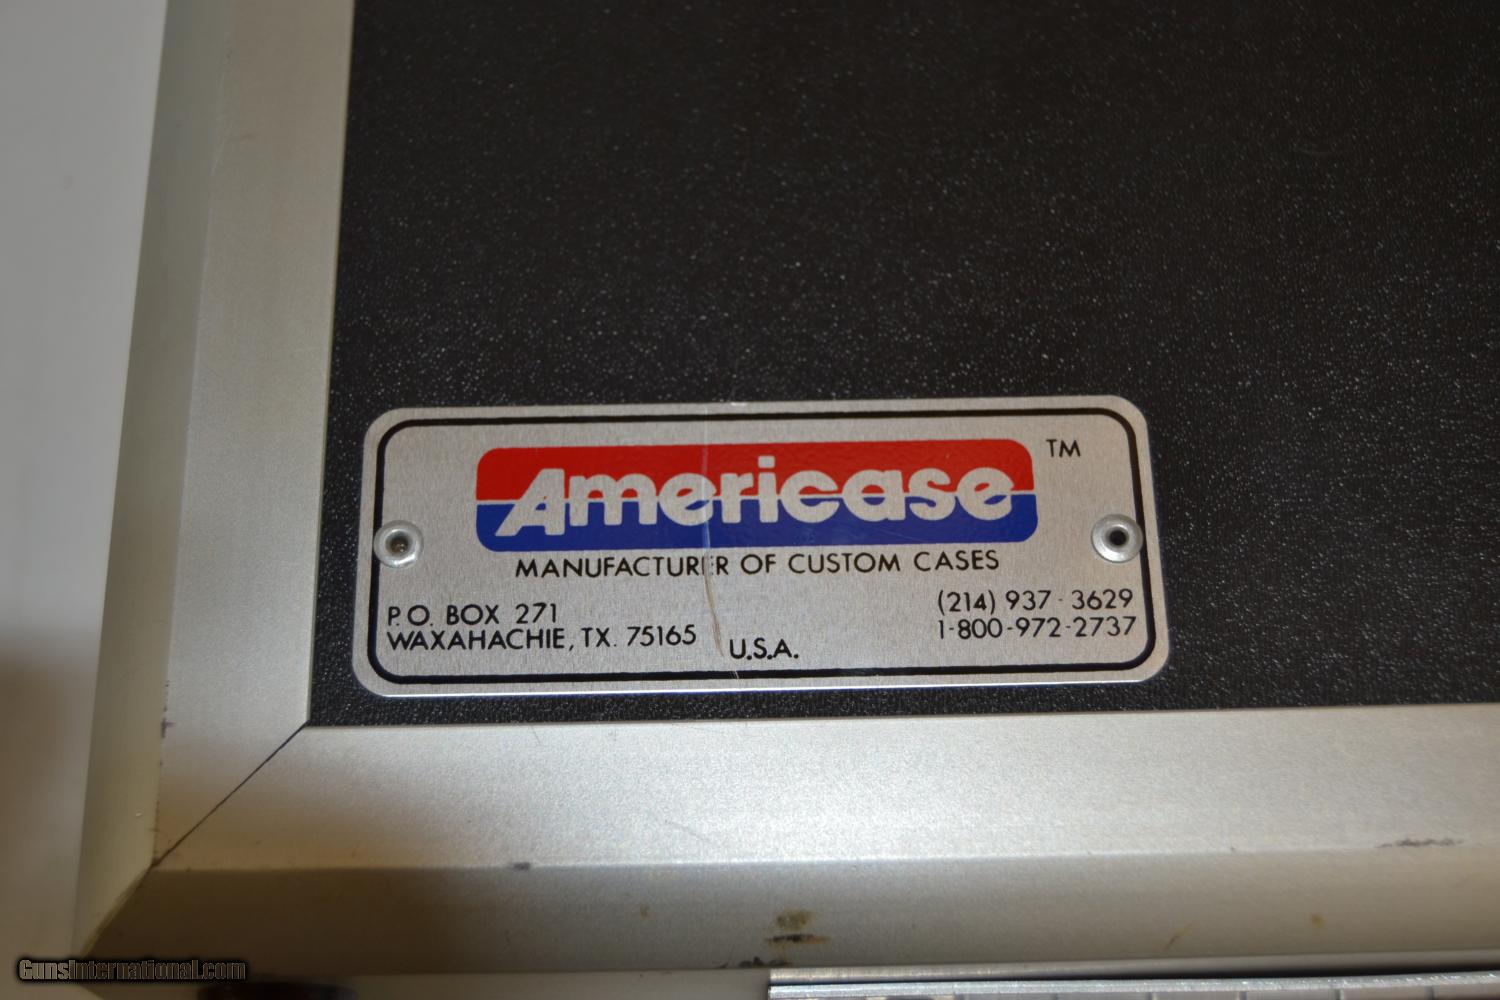 Americase TM
MANUFACTURER OF CUSTOM CASES
P.O. BOX 271
WAXAHACHIE, TX. 75165
U.S.A.
(214) 937-3629
1-800-972-2737
GunsInternational.com